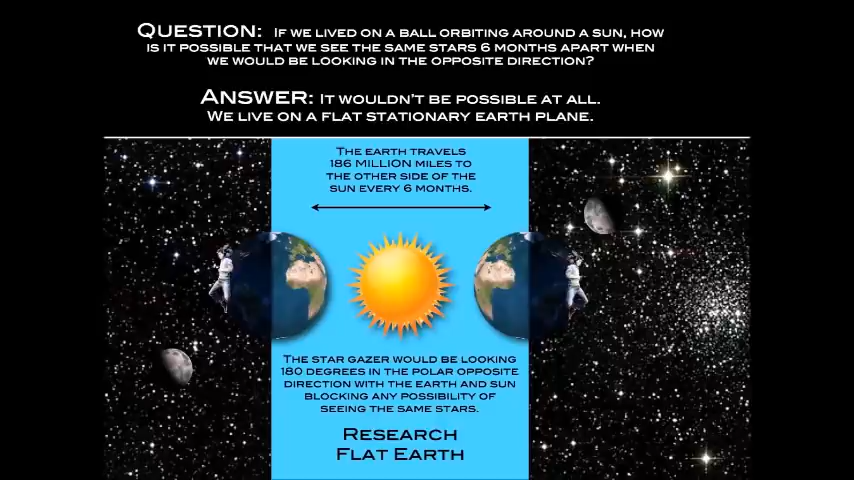 QUESTION: IF WE LIVED ON A BALL ORBITING AROUND A SUN, HOW
IS IT POSSIBLE THAT WE SEE THE SAME STARS 6 MONTHS APART WHEN
WE WOULD BE LOOKING IN THE OPPOSITE DIRECTION?
ANSWER: IT WOULDN'T BE POSSIBLE AT ALL.
WE LIVE ON A FLAT STATIONARY EARTH PLANE.
THE EARTH TRAVELS
186 MILLION MILES TO
THE OTHER SIDE OF THE
SUN EVERY 6 MONTHS.
THE STAR GAZER WOULD BE LOOKING
180 DEGREES IN THE POLAR OPPOSITE
DIRECTION WITH THE EARTH AND SUN
BLOCKING ANY POSSIBILITY OF
SEEING THE SAME STARS.
RESEARCH
FLAT EARTH